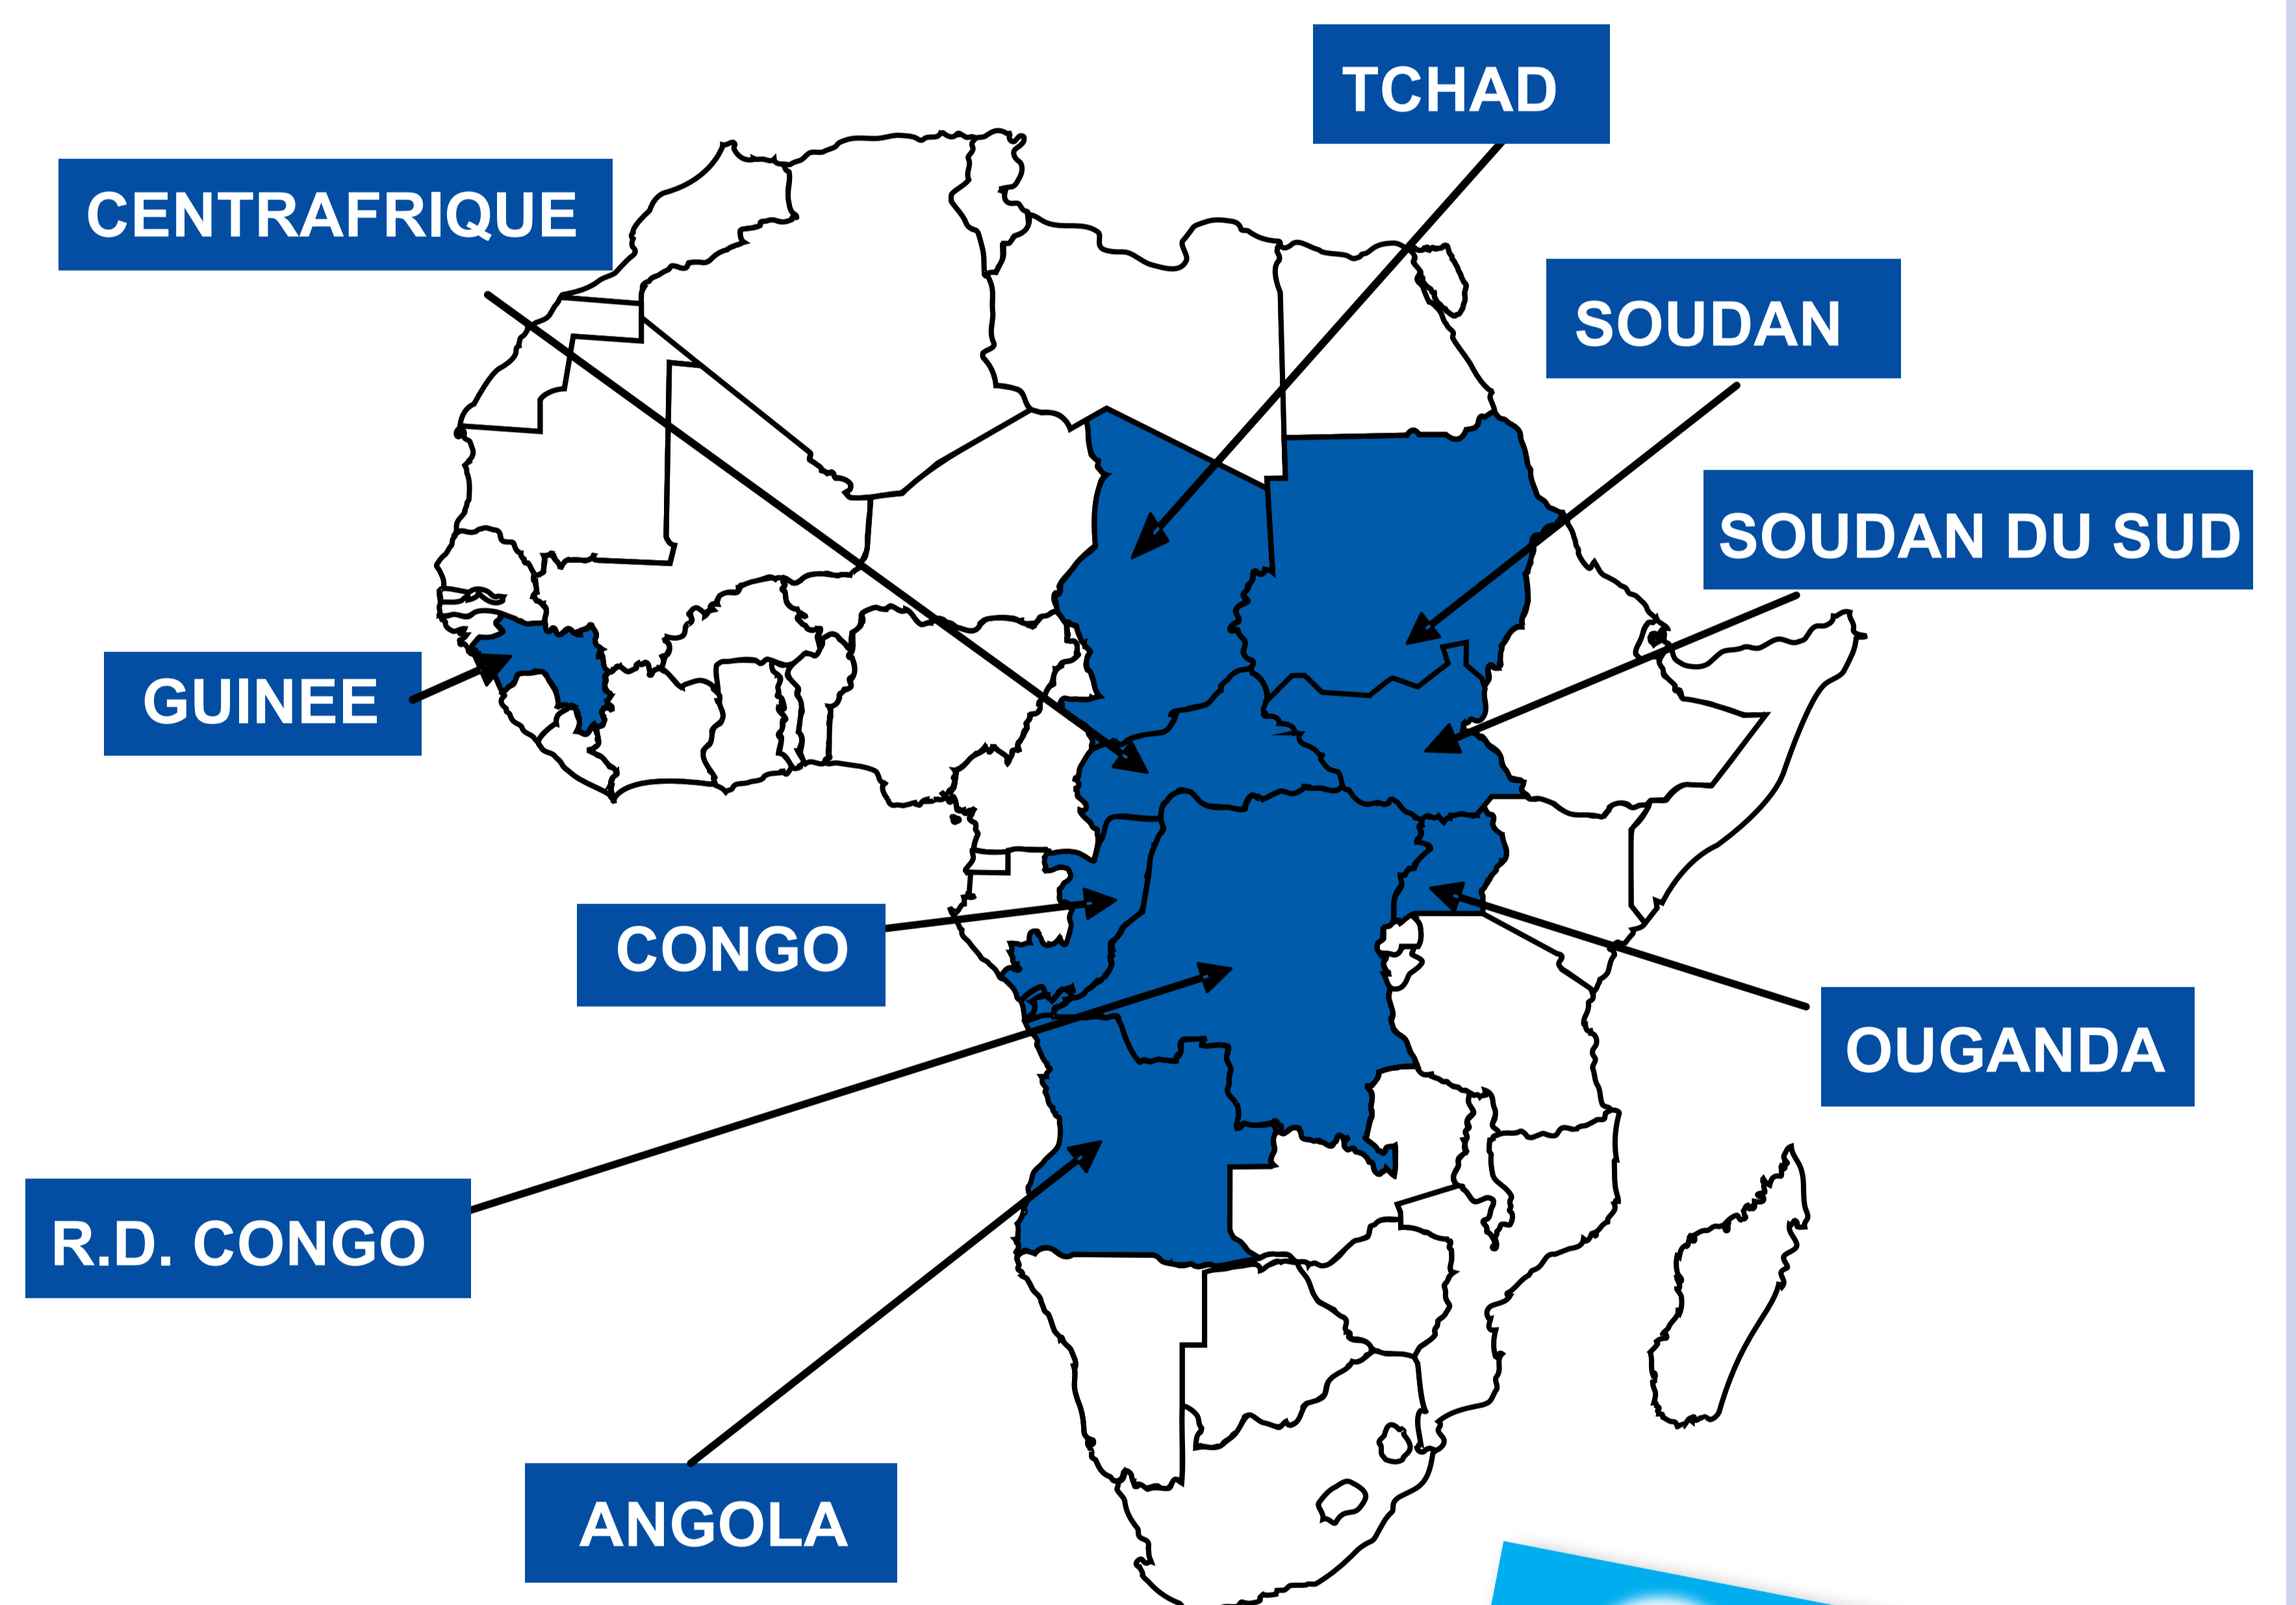 TCHAD
CENTRAFRIQUE
SOUDAN
SOUDAN DU SUD
GUINEE
CONGO
OUGANDA
R.D. CONGO
ANGOLA